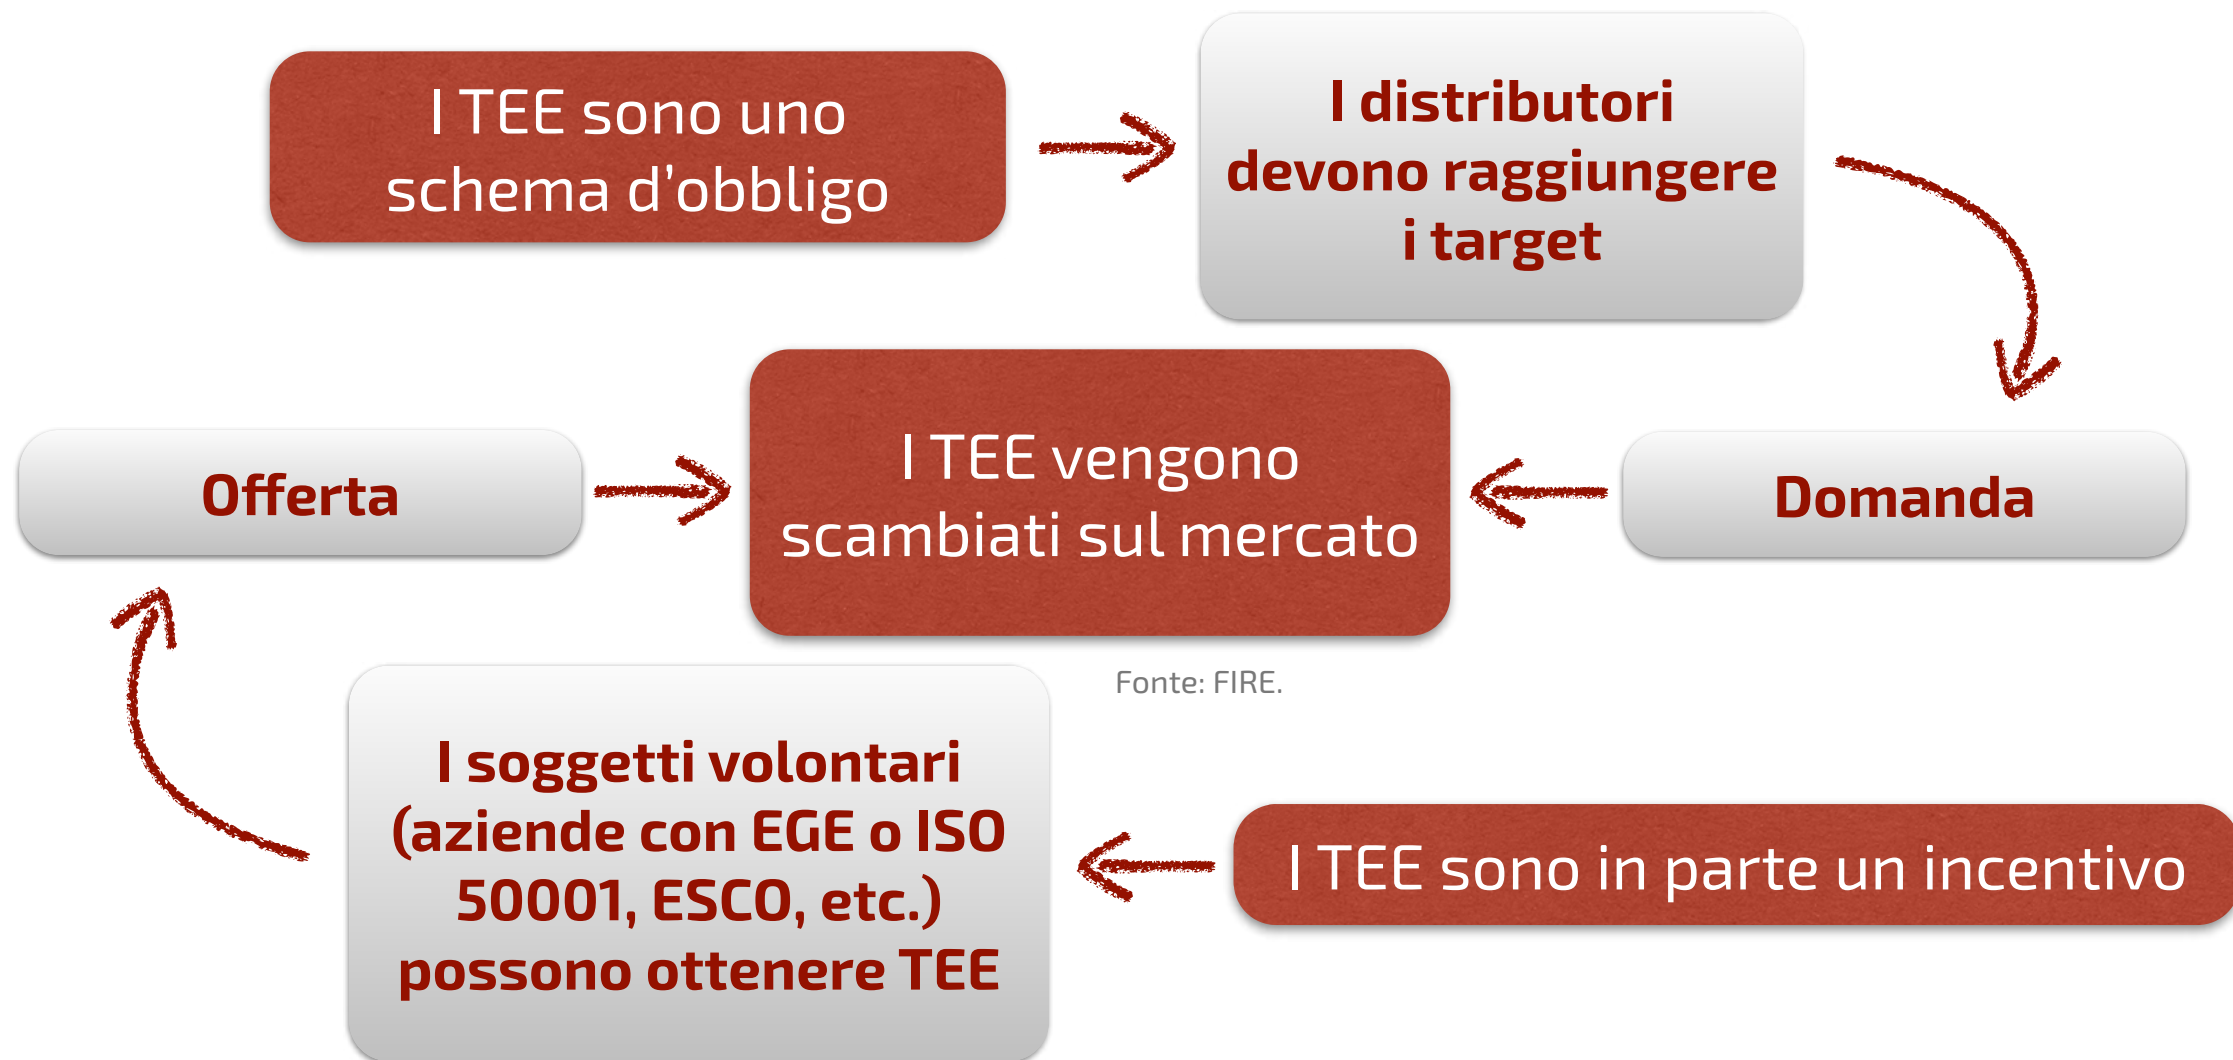 I TEE sono uno
schema d’obbligo
I distributori
devono raggiungere
i target
Offerta
I TEE vengono
scambiati sul mercato
Domanda
Fonte: FIRE.
I soggetti volontari
(aziende con EGE o ISO
50001, ESCO, etc.)
possono ottenere TEE
I TEE sono in parte un incentivo